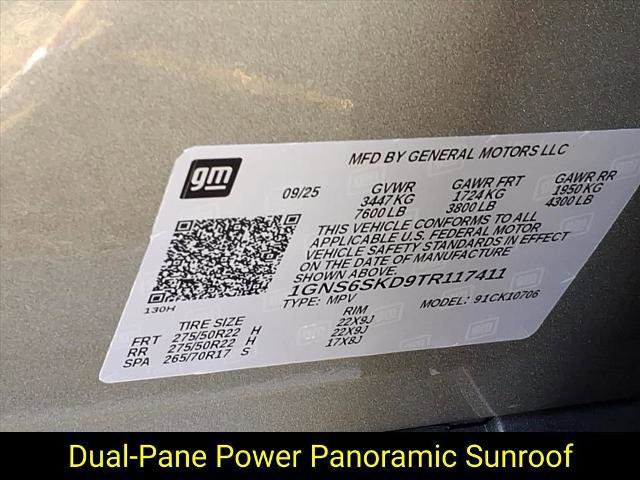 gm
MFD BY GENERAL MOTORS LLC
09/25
GVWR GAWR FRT GAWR RR
3447 KG 1724 KG 1950 KG
7600 LB 3800 LB 4300 LB
THIS VEHICLE CONFORMS TO ALL
APPLICABLE U.S. FEDERAL MOTOR
VEHICLE SAFETY STANDARDS IN EFFECT
ON THE DATE OF MANUFACTURE
SHOWN ABOVE.
1GNS6SKD9TR117411
130H
TYPE: MPV MODEL: 91CK10706
TIRE SIZE RIM
FRT 275/50R22 H 22X9J
RR 275/50R22 H 22X9J
SPA 265/70R17 S 17X8J
Dual-Pane Power Panoramic Sunroof